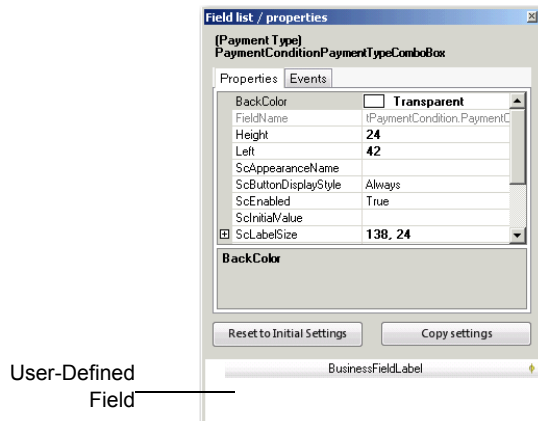 Field list / properties
(Payment Type)
PaymentConditionPaymentTypeComboBox
Properties Events
BackColor Transparent
FieldName tPaymentCondition.PaymentC
Height 24
Left 42
ScAppearanceName
ScButtonDisplayStyle Always
ScEnabled True
ScInitialValue
ScLabelSize 138, 24
BackColor
Reset to Initial Settings Copy settings
BusinessFieldLabel
User-Defined
Field